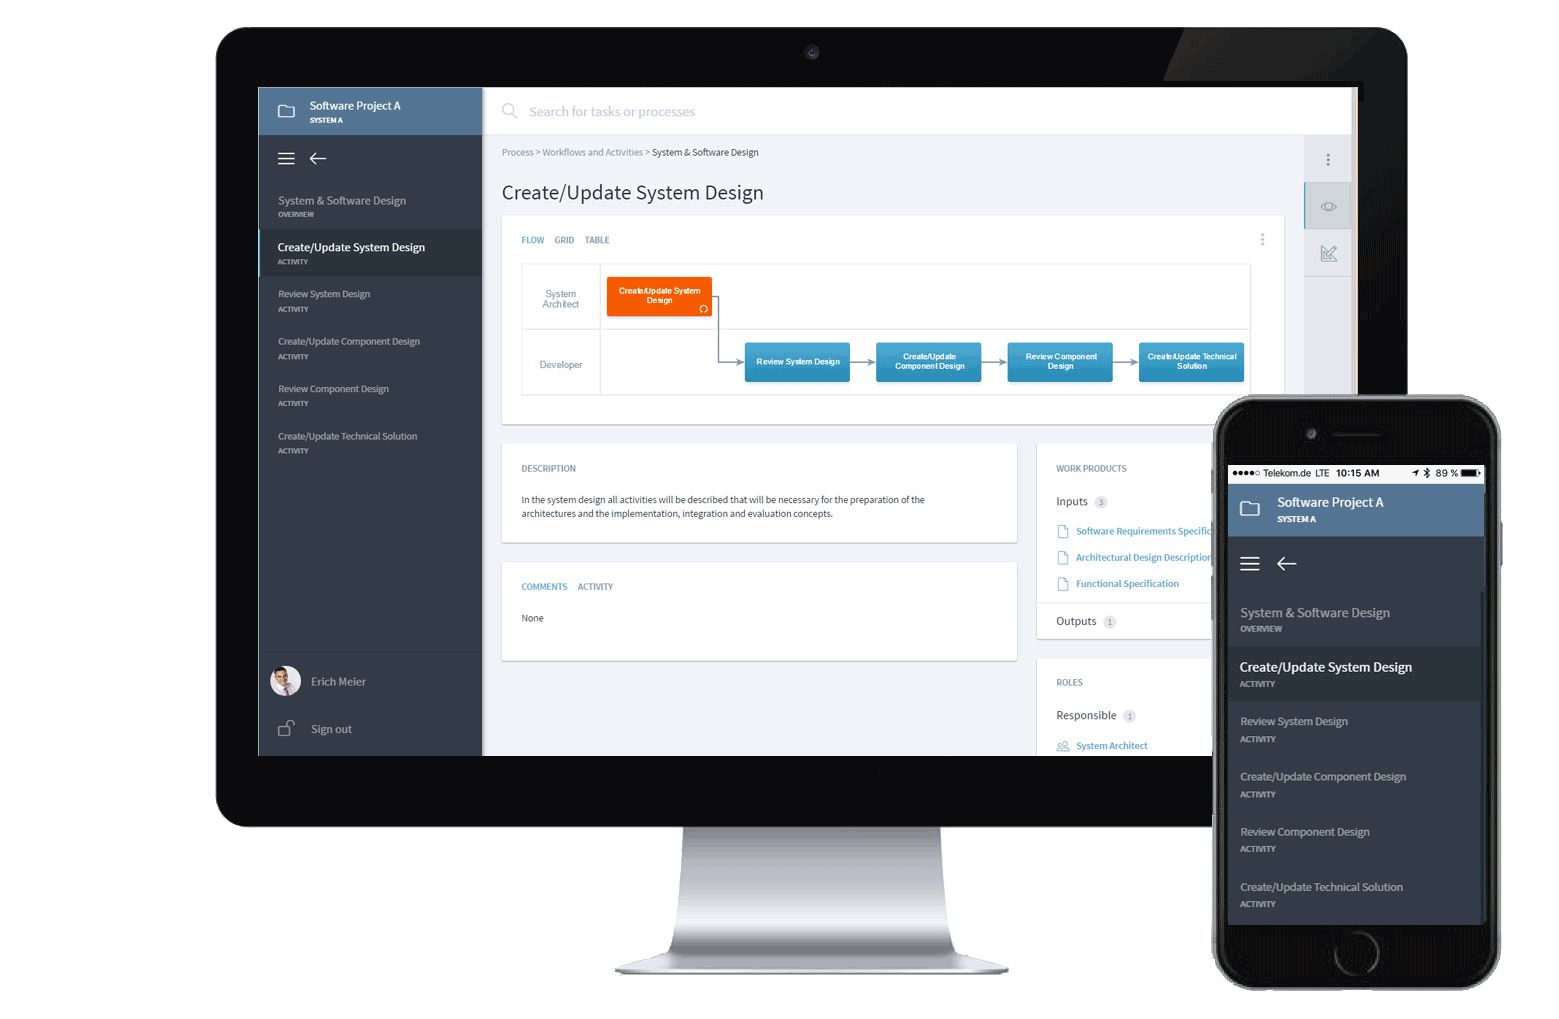 Software Project A
SYSTEM A
Search for tasks or processes
System & Software Design
OVERVIEW
Create/Update System Design
ACTIVITY
Review System Design
ACTIVITY
Create/Update Component Design
ACTIVITY
Review Component Design
ACTIVITY
Create/Update Technical Solution
ACTIVITY
Erich Meier
Sign out
Process > Workflows and Activities > System & Software Design
Create/Update System Design
FLOW GRID TABLE
System
Architect
Create/Update System
Design
Developer
Review System Design
Create/Update
Component Design
Review Component
Design
Create/Update Technical
Solution
DESCRIPTION
In the system design all activities will be described that will be necessary for the preparation of the
architectures and the implementation, integration and evaluation concepts.
COMMENTS ACTIVITY
None
WORK PRODUCTS
Inputs 3
Software Requirements Specific
Architectural Design Description
Functional Specification
Outputs 1
ROLES
Responsible 1
System Architect
Telekom.de LTE 10:15 AM 89 %
Software Project A
SYSTEM A
System & Software Design
OVERVIEW
Create/Update System Design
ACTIVITY
Review System Design
ACTIVITY
Create/Update Component Design
ACTIVITY
Review Component Design
ACTIVITY
Create/Update Technical Solution
ACTIVITY